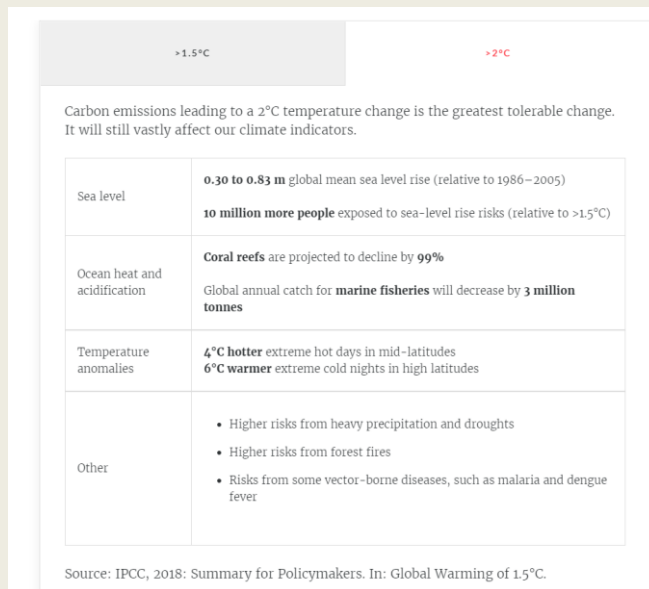 >1.5°C
>2°C
Carbon emissions leading to a 2°C temperature change is the greatest tolerable change.
It will still vastly affect our climate indicators.
Sea level
0.30 to 0.83 m global mean sea level rise (relative to 1986–2005)
10 million more people exposed to sea-level rise risks (relative to >1.5°C)
Ocean heat and
acidification
Coral reefs are projected to decline by 99%
Global annual catch for marine fisheries will decrease by 3 million
tonnes
Temperature
anomalies
4°C hotter extreme hot days in mid-latitudes
6°C warmer extreme cold nights in high latitudes
Other
• Higher risks from heavy precipitation and droughts
• Higher risks from forest fires
• Risks from some vector-borne diseases, such as malaria and dengue
fever
Source: IPCC, 2018: Summary for Policymakers. In: Global Warming of 1.5°C.